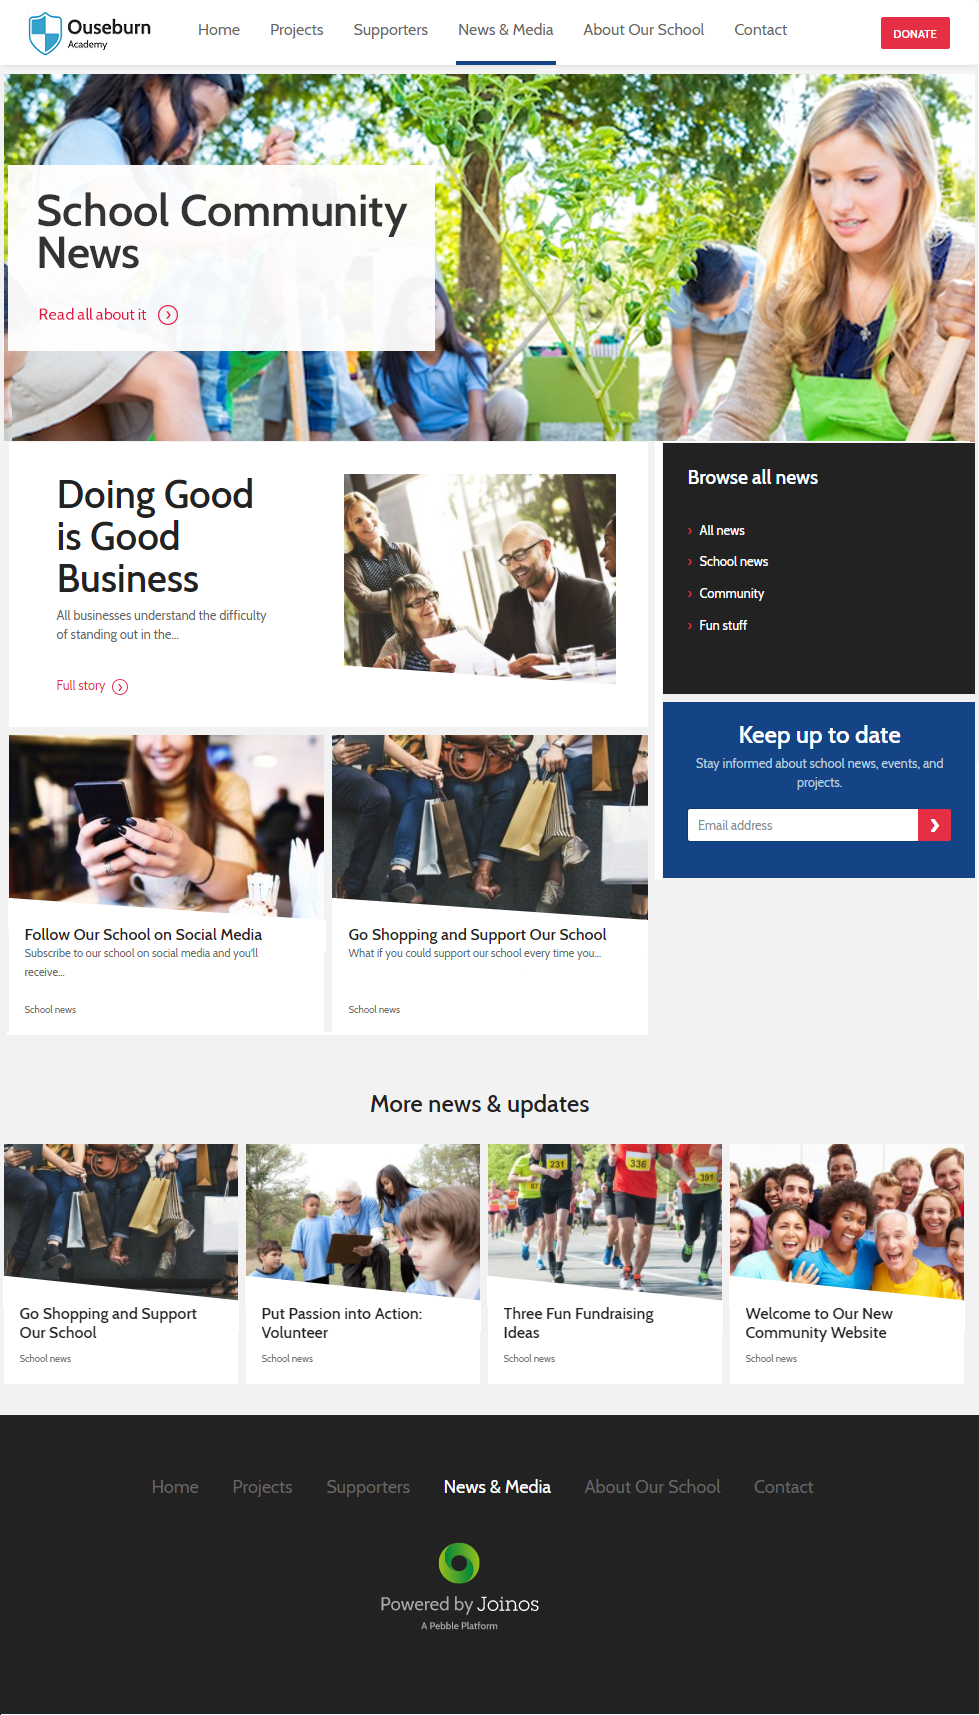 Ouseburn
Academy
Home
Projects
Supporters
News & Media
About Our School
Contact
DONATE
School Community
News
Read all about it
Doing Good
is Good
Business
All businesses understand the difficulty
of standing out in the...
Full story
Browse all news
All news
School news
Community
Fun stuff
Keep up to date
Stay informed about school news, events, and
projects.
Email address
Follow Our School on Social Media
Subscribe to our school on social media and you'll
receive...
School news
Go Shopping and Support Our School
What if you could support our school every time you...
School news
More news & updates
Go Shopping and Support
Our School
School news
Put Passion into Action:
Volunteer
School news
231
336
391
97
Three Fun Fundraising
Ideas
School news
Welcome to Our New
Community Website
School news
Home
Projects
Supporters
News & Media
About Our School
Contact
Powered by Joinos
A Pebble Platform